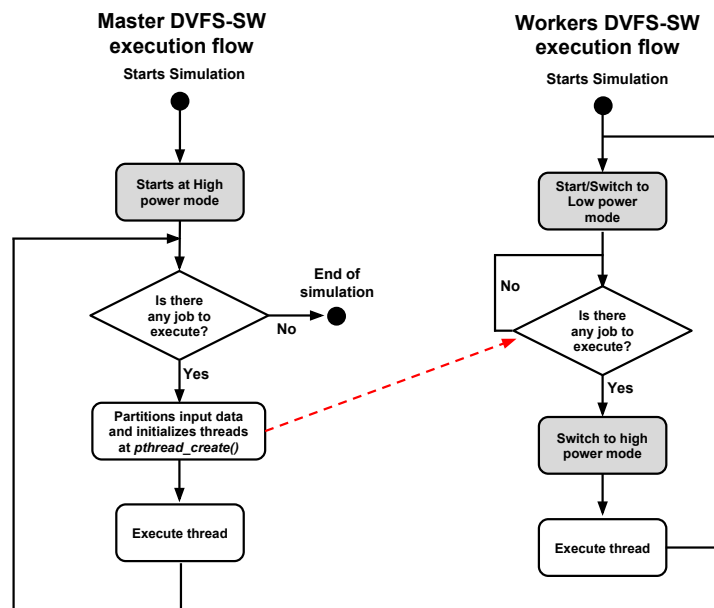 Master DVFS-SW
execution flow
Starts Simulation
Starts at High
power mode
Is there
any job to
execute?
No
End of
simulation
Yes
Partitions input data
and initializes threads
at pthread_create()
Execute thread
Workers DVFS-SW
execution flow
Starts Simulation
Start/Switch to
Low power
mode
No
Is there
any job to
execute?
Yes
Switch to high
power mode
Execute thread